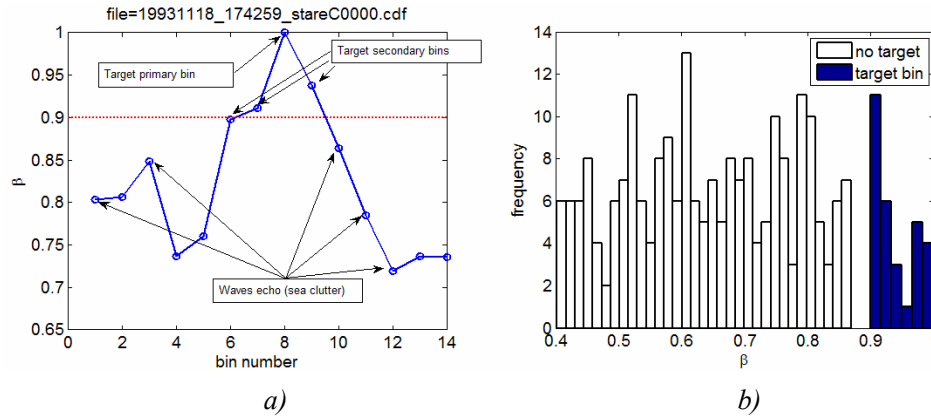 file=19931118_174259_stareC0000.cdf
1
0.95
0.9
0.85
0.8
0.75
0.7
0.65
β
Target primary bin
Target secondary bins
Waves echo (sea clutter)
0 2 4 6 8 10 12 14
bin number
a)
14
12
10
8
6
4
2
0
frequency
no target
target bin
0.4 0.5 0.6 0.7 0.8 0.9
β
b)